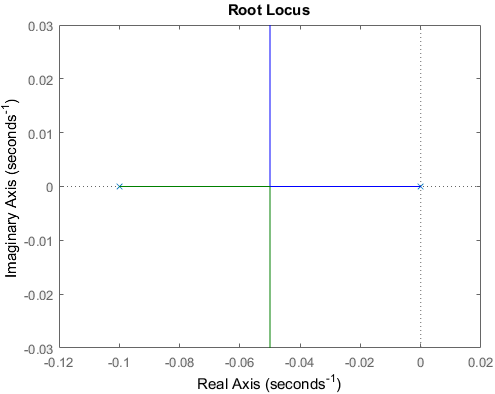 Root Locus
0.03
0.02
0.01
0
-0.01
-0.02
-0.03
Imaginary Axis (seconds⁻¹)
-0.12 -0.1 -0.08 -0.06 -0.04 -0.02 0 0.02
Real Axis (seconds⁻¹)